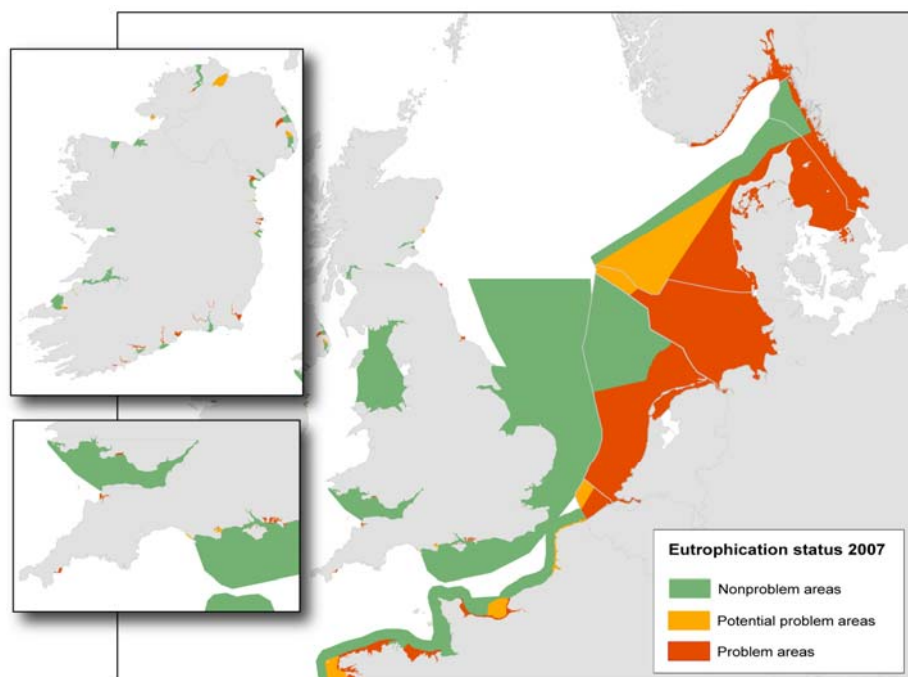 Eutrophication status 2007
Nonproblem areas
Potential problem areas
Problem areas